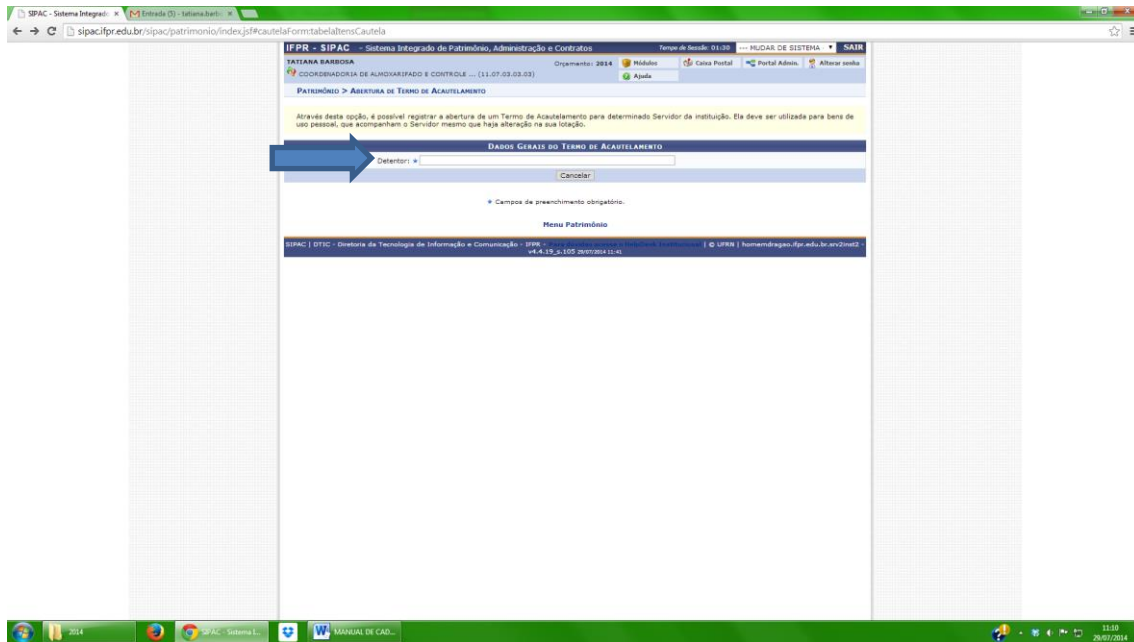 SIPAC - Sistema Integrado
Entrada (5) - tatiana.barb
sipac.ifpr.edu.br/sipac/patrimonio/index.jsf#cautelaForm:tabelaItensCautela
IFPR - SIPAC - Sistema Integrado de Patrimônio, Administração e Contratos
Tempo de Sessão: 01:30
--- MUDAR DE SISTEMA -
SAIR
TATIANA BARBOSA
Orçamento: 2014
Módulos
Caixa Postal
Portal Admin.
Alterar senha
COORDENADORIA DE ALMOXARIFADO E CONTROLE ... (11.07.03.03.03)
Ajuda
PATRIMÔNIO > ABERTURA DE TERMO DE ACAUTELAMENTO
Através desta opção, é possível registrar a abertura de um Termo de Acautelamento para determinado Servidor da instituição. Ela deve ser utilizada para bens de
uso pessoal, que acompanham o Servidor mesmo que haja alteração na sua lotação.
DADOS GERAIS DO TERMO DE ACAUTELAMENTO
Detentor:
Cancelar
Campos de preenchimento obrigatório.
Menu Patrimônio
SIPAC | DTIC - Diretoria da Tecnologia de Informação e Comunicação - IFPR - | © UFRN | homemdragao.ifpr.edu.br.srv2inst2 -
v4.4.19_s.105 29/07/2014 11:41
2014
SIPAC - Sistema I...
MANUAL DE CAD...
11:10
29/07/2014